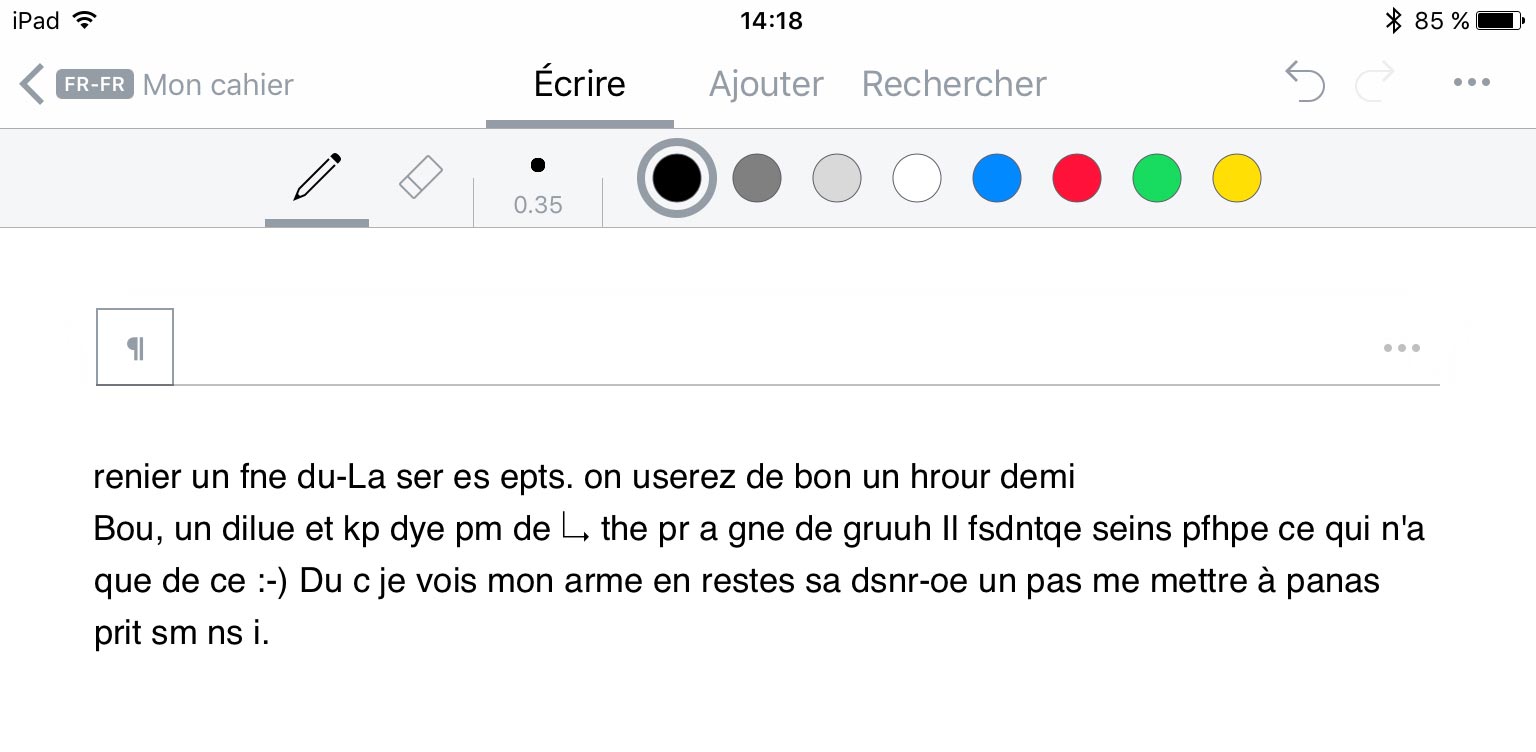 iPad 14:18 85 %
FR-FR Mon cahier Écrire Ajouter Rechercher
0.35
¶
renier un fne du-La ser es epts. on userez de bon un hrour demi
Bou, un dilue et kp dye pm de ↳ the pr a gne de gruuh Il fsdntqe seins pfhpe ce qui n'a
que de ce :-) Du c je vois mon arme en restes sa dsnr-oe un pas me mettre à panas
prit sm ns i.